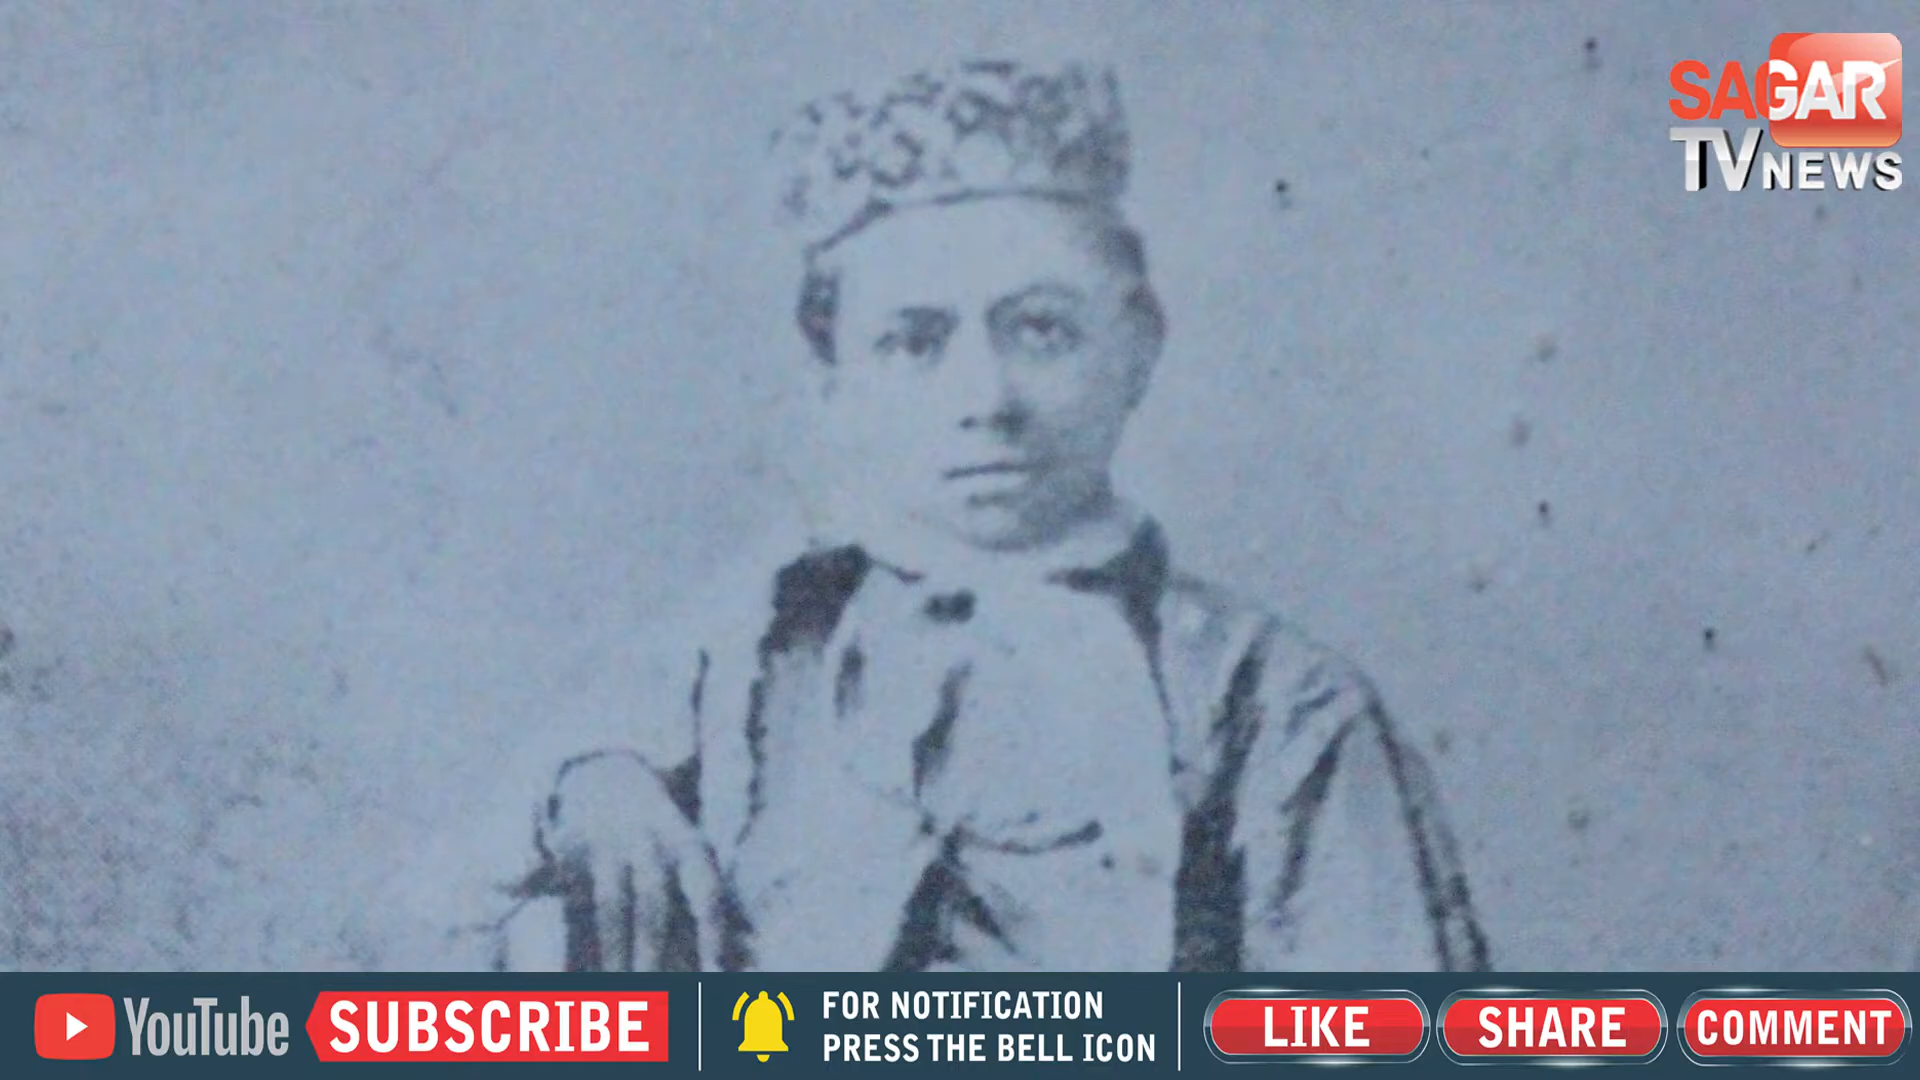 SAGAR
TV NEWS
YouTube
SUBSCRIBE
FOR NOTIFICATION
PRESS THE BELL ICON
LIKE
SHARE
COMMENT